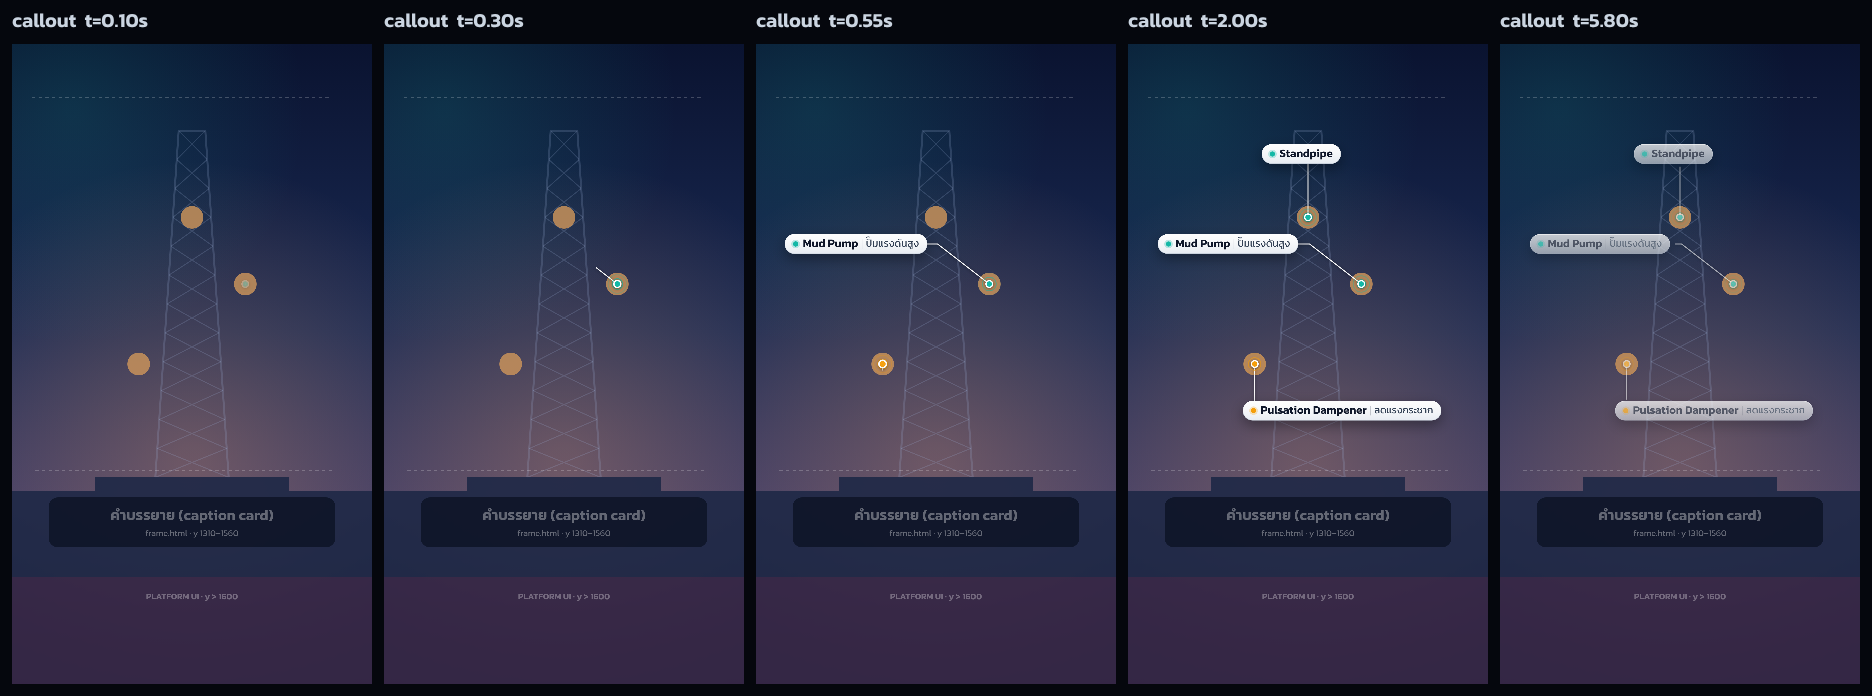 callout t=0.10s
คำบรรยาย (caption card)
frame.html · y 1310–1560
PLATFORM UI · y > 1600
callout t=0.30s
คำบรรยาย (caption card)
frame.html · y 1310–1560
PLATFORM UI · y > 1600
callout t=0.55s
Mud Pump ปั๊มแรงดันสูง
คำบรรยาย (caption card)
frame.html · y 1310–1560
PLATFORM UI · y > 1600
callout t=2.00s
Standpipe
Mud Pump ปั๊มแรงดันสูง
Pulsation Dampener ลดแรงกระชาก
คำบรรยาย (caption card)
frame.html · y 1310–1560
PLATFORM UI · y > 1600
callout t=5.80s
Standpipe
Mud Pump ปั๊มแรงดันสูง
Pulsation Dampener ลดแรงกระชาก
คำบรรยาย (caption card)
frame.html · y 1310–1560
PLATFORM UI · y > 1600